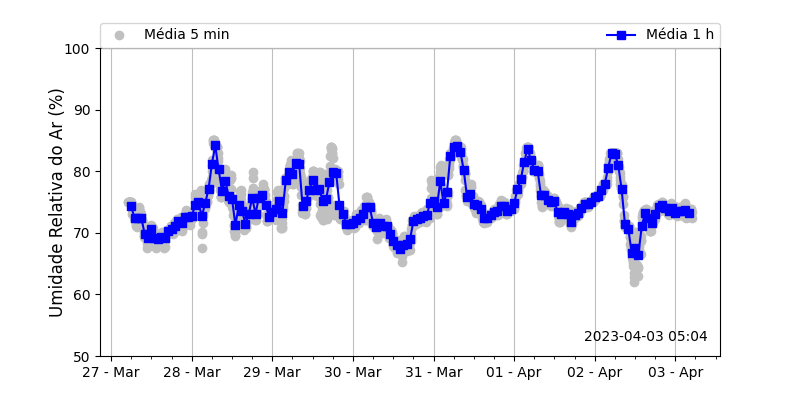 Média 5 min
Média 1 h
100
90
80
70
60
50
Umidade Relativa do Ar (%)
2023-04-03 05:04
27 - Mar
28 - Mar
29 - Mar
30 - Mar
31 - Mar
01 - Apr
02 - Apr
03 - Apr